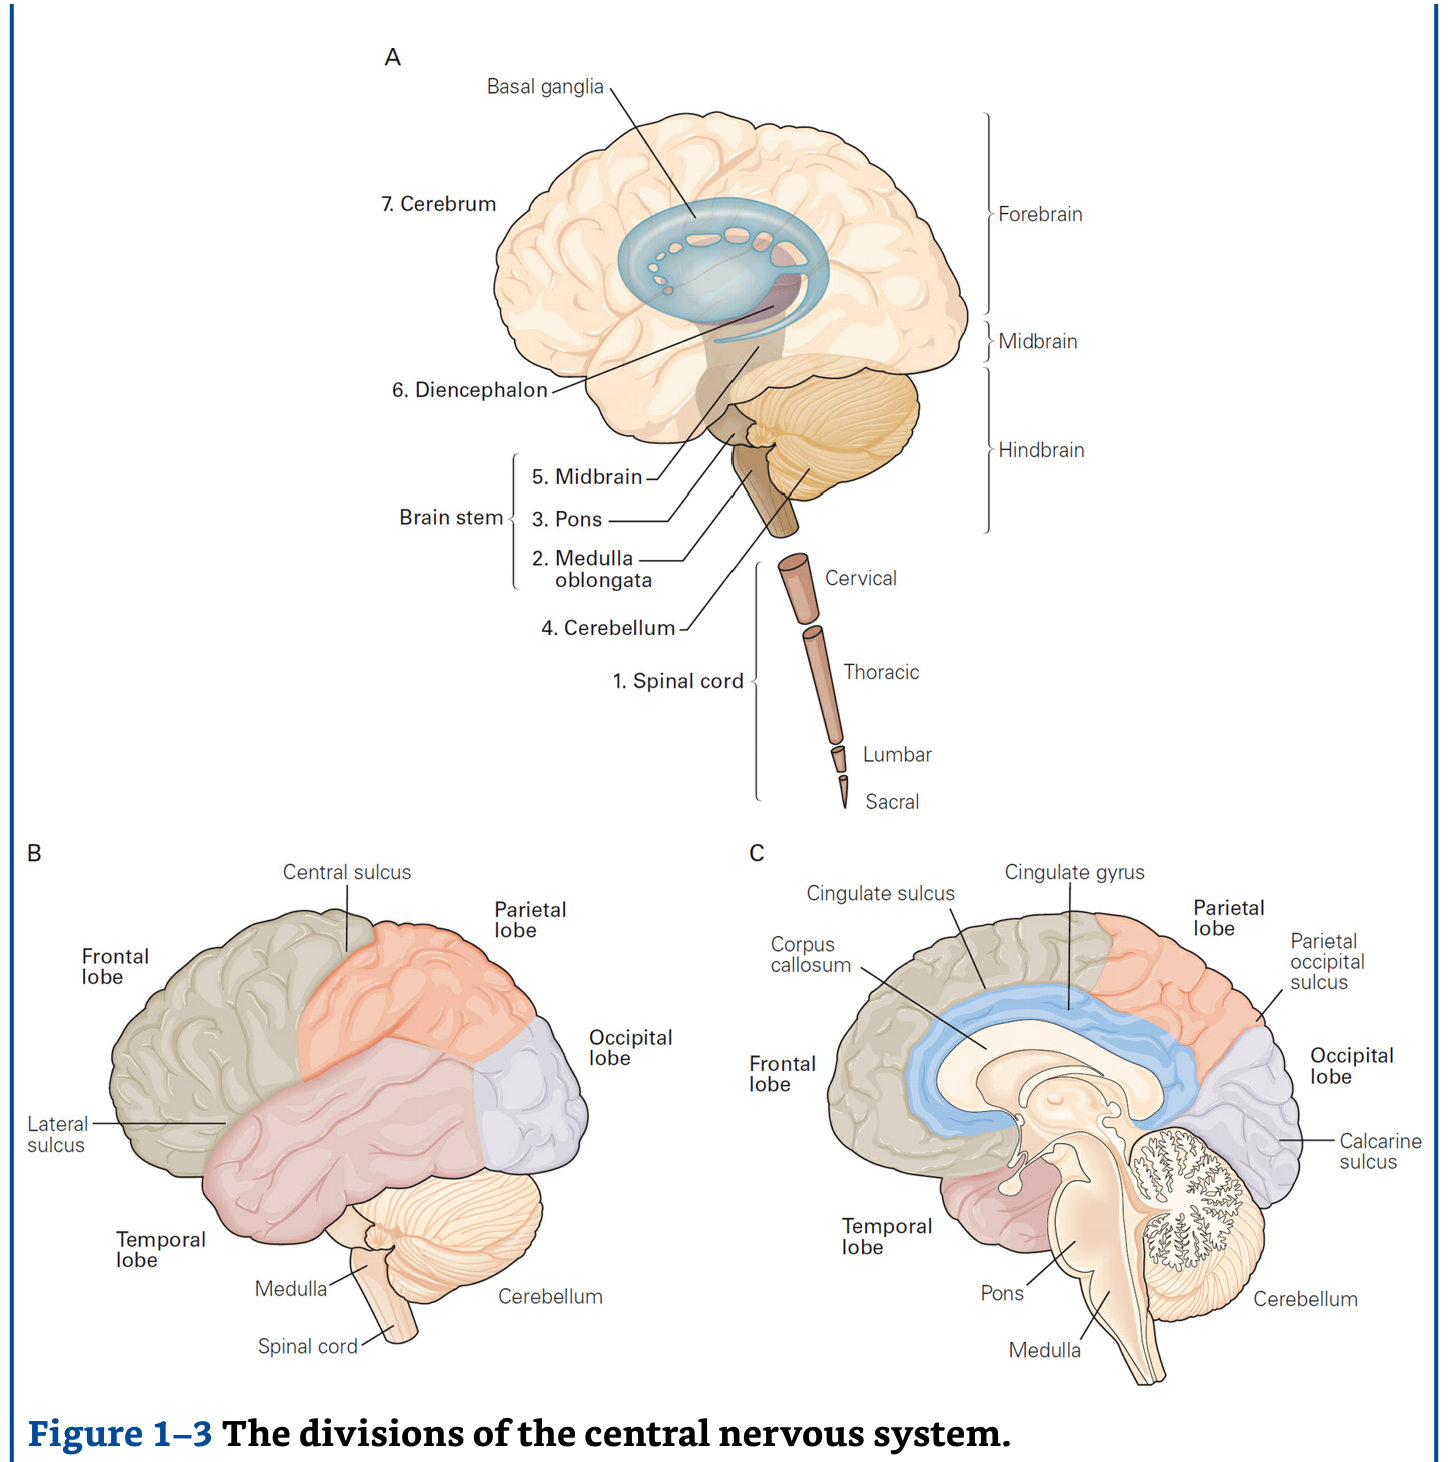 A
Basal ganglia
7. Cerebrum
Forebrain
Midbrain
6. Diencephalon
Hindbrain
5. Midbrain
Brain stem
3. Pons
2. Medulla
oblongata
Cervical
4. Cerebellum
Thoracic
1. Spinal cord
Lumbar
Sacral
B
Central sulcus
Parietal
lobe
Frontal
lobe
Occipital
lobe
Lateral
sulcus
Temporal
lobe
Medulla
Cerebellum
Spinal cord
C
Cingulate gyrus
Cingulate sulcus
Parietal
lobe
Corpus
callosum
Parietal
occipital
sulcus
Frontal
lobe
Occipital
lobe
Calcarine
sulcus
Temporal
lobe
Pons
Cerebellum
Medulla
Figure 1–3 The divisions of the central nervous system.